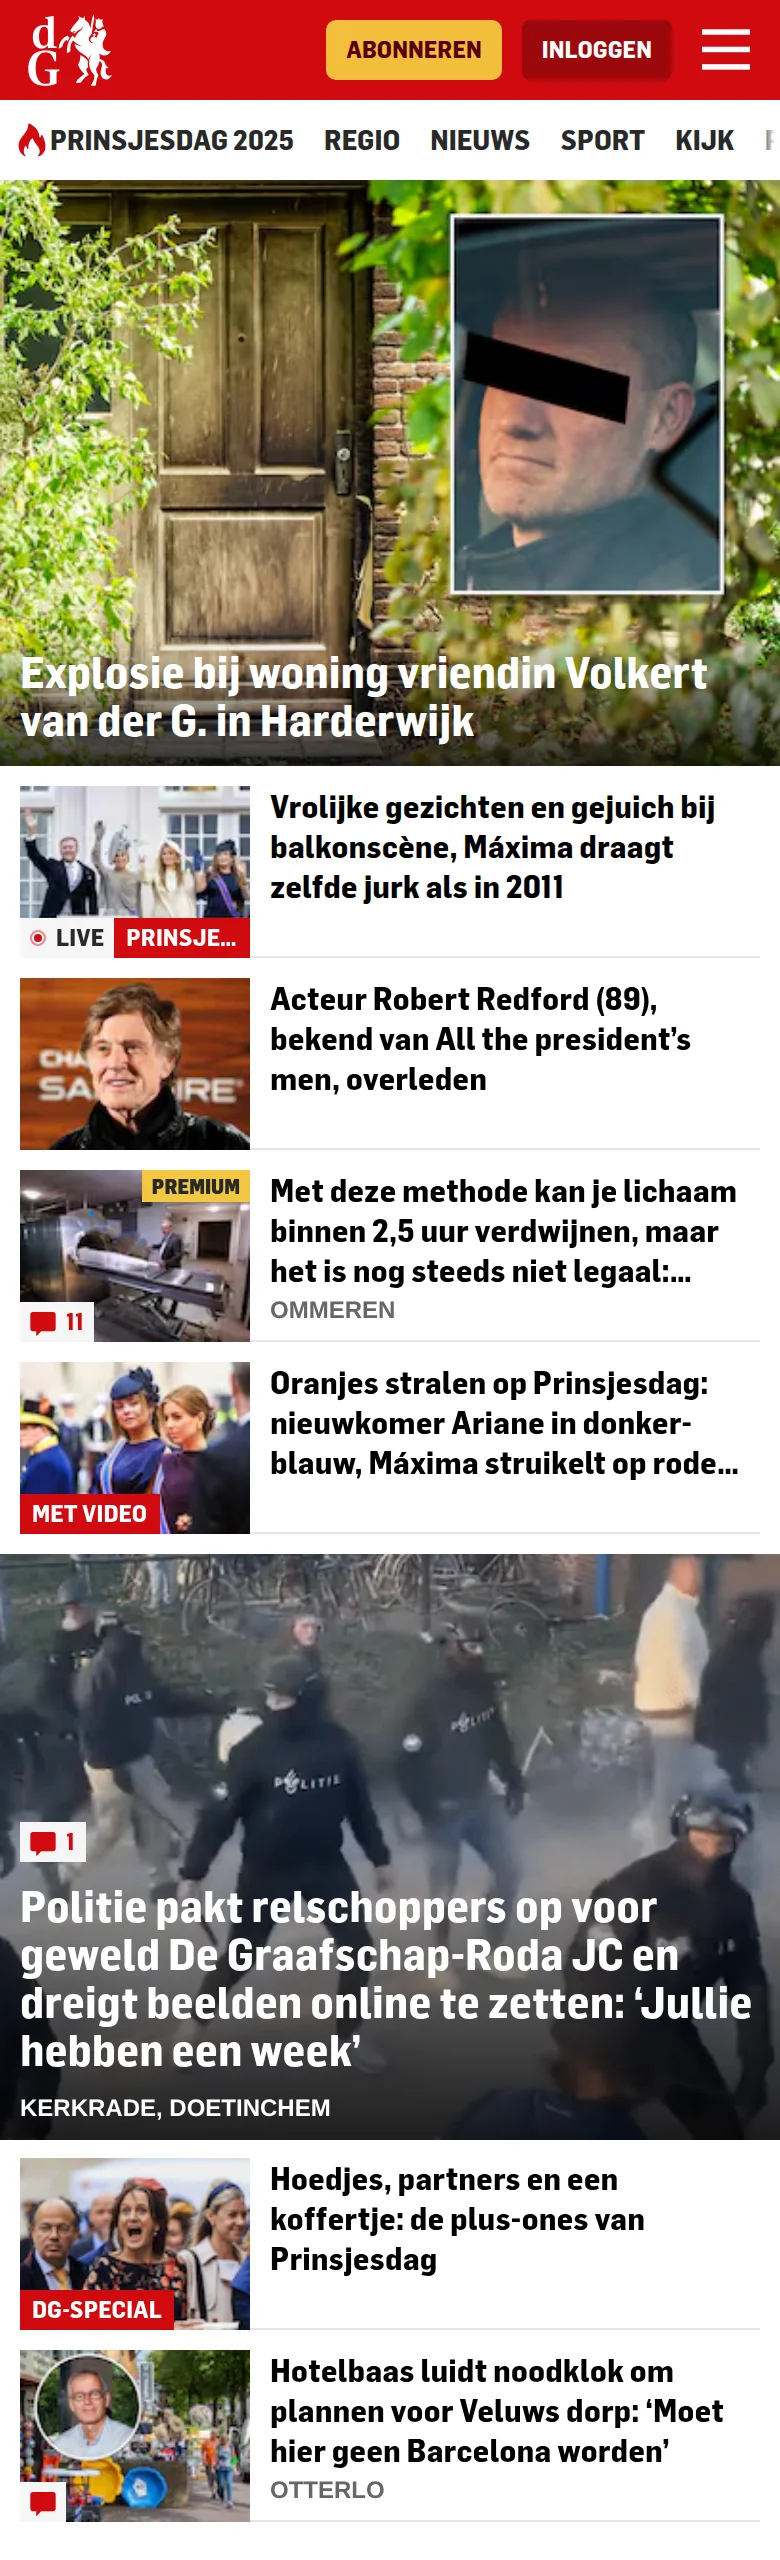 dG
ABONNEREN
INLOGGEN
PRINSJESDAG 2025 REGIO NIEUWS SPORT KIJK
Explosie bij woning vriendin Volkert
van der G. in Harderwijk
Vrolijke gezichten en gejuich bij
balkonscène, Máxima draagt
zelfde jurk als in 2011
LIVE PRINSJE...
Acteur Robert Redford (89),
bekend van All the president’s
men, overleden
PREMIUM
Met deze methode kan je lichaam
binnen 2,5 uur verdwijnen, maar
het is nog steeds niet legaal:...
OMMEREN
11
Oranjes stralen op Prinsjesdag:
nieuwkomer Ariane in donker-
blauw, Máxima struikelt op rode...
MET VIDEO
POLITIE
POLITIE
1
Politie pakt relschoppers op voor
geweld De Graafschap-Roda JC en
dreigt beelden online te zetten: ‘Jullie
hebben een week’
KERKRADE, DOETINCHEM
Hoedjes, partners en een
koffertje: de plus-ones van
Prinsjesdag
DG-SPECIAL
Hotelbaas luidt noodklok om
plannen voor Veluws dorp: ‘Moet
hier geen Barcelona worden’
OTTERLO